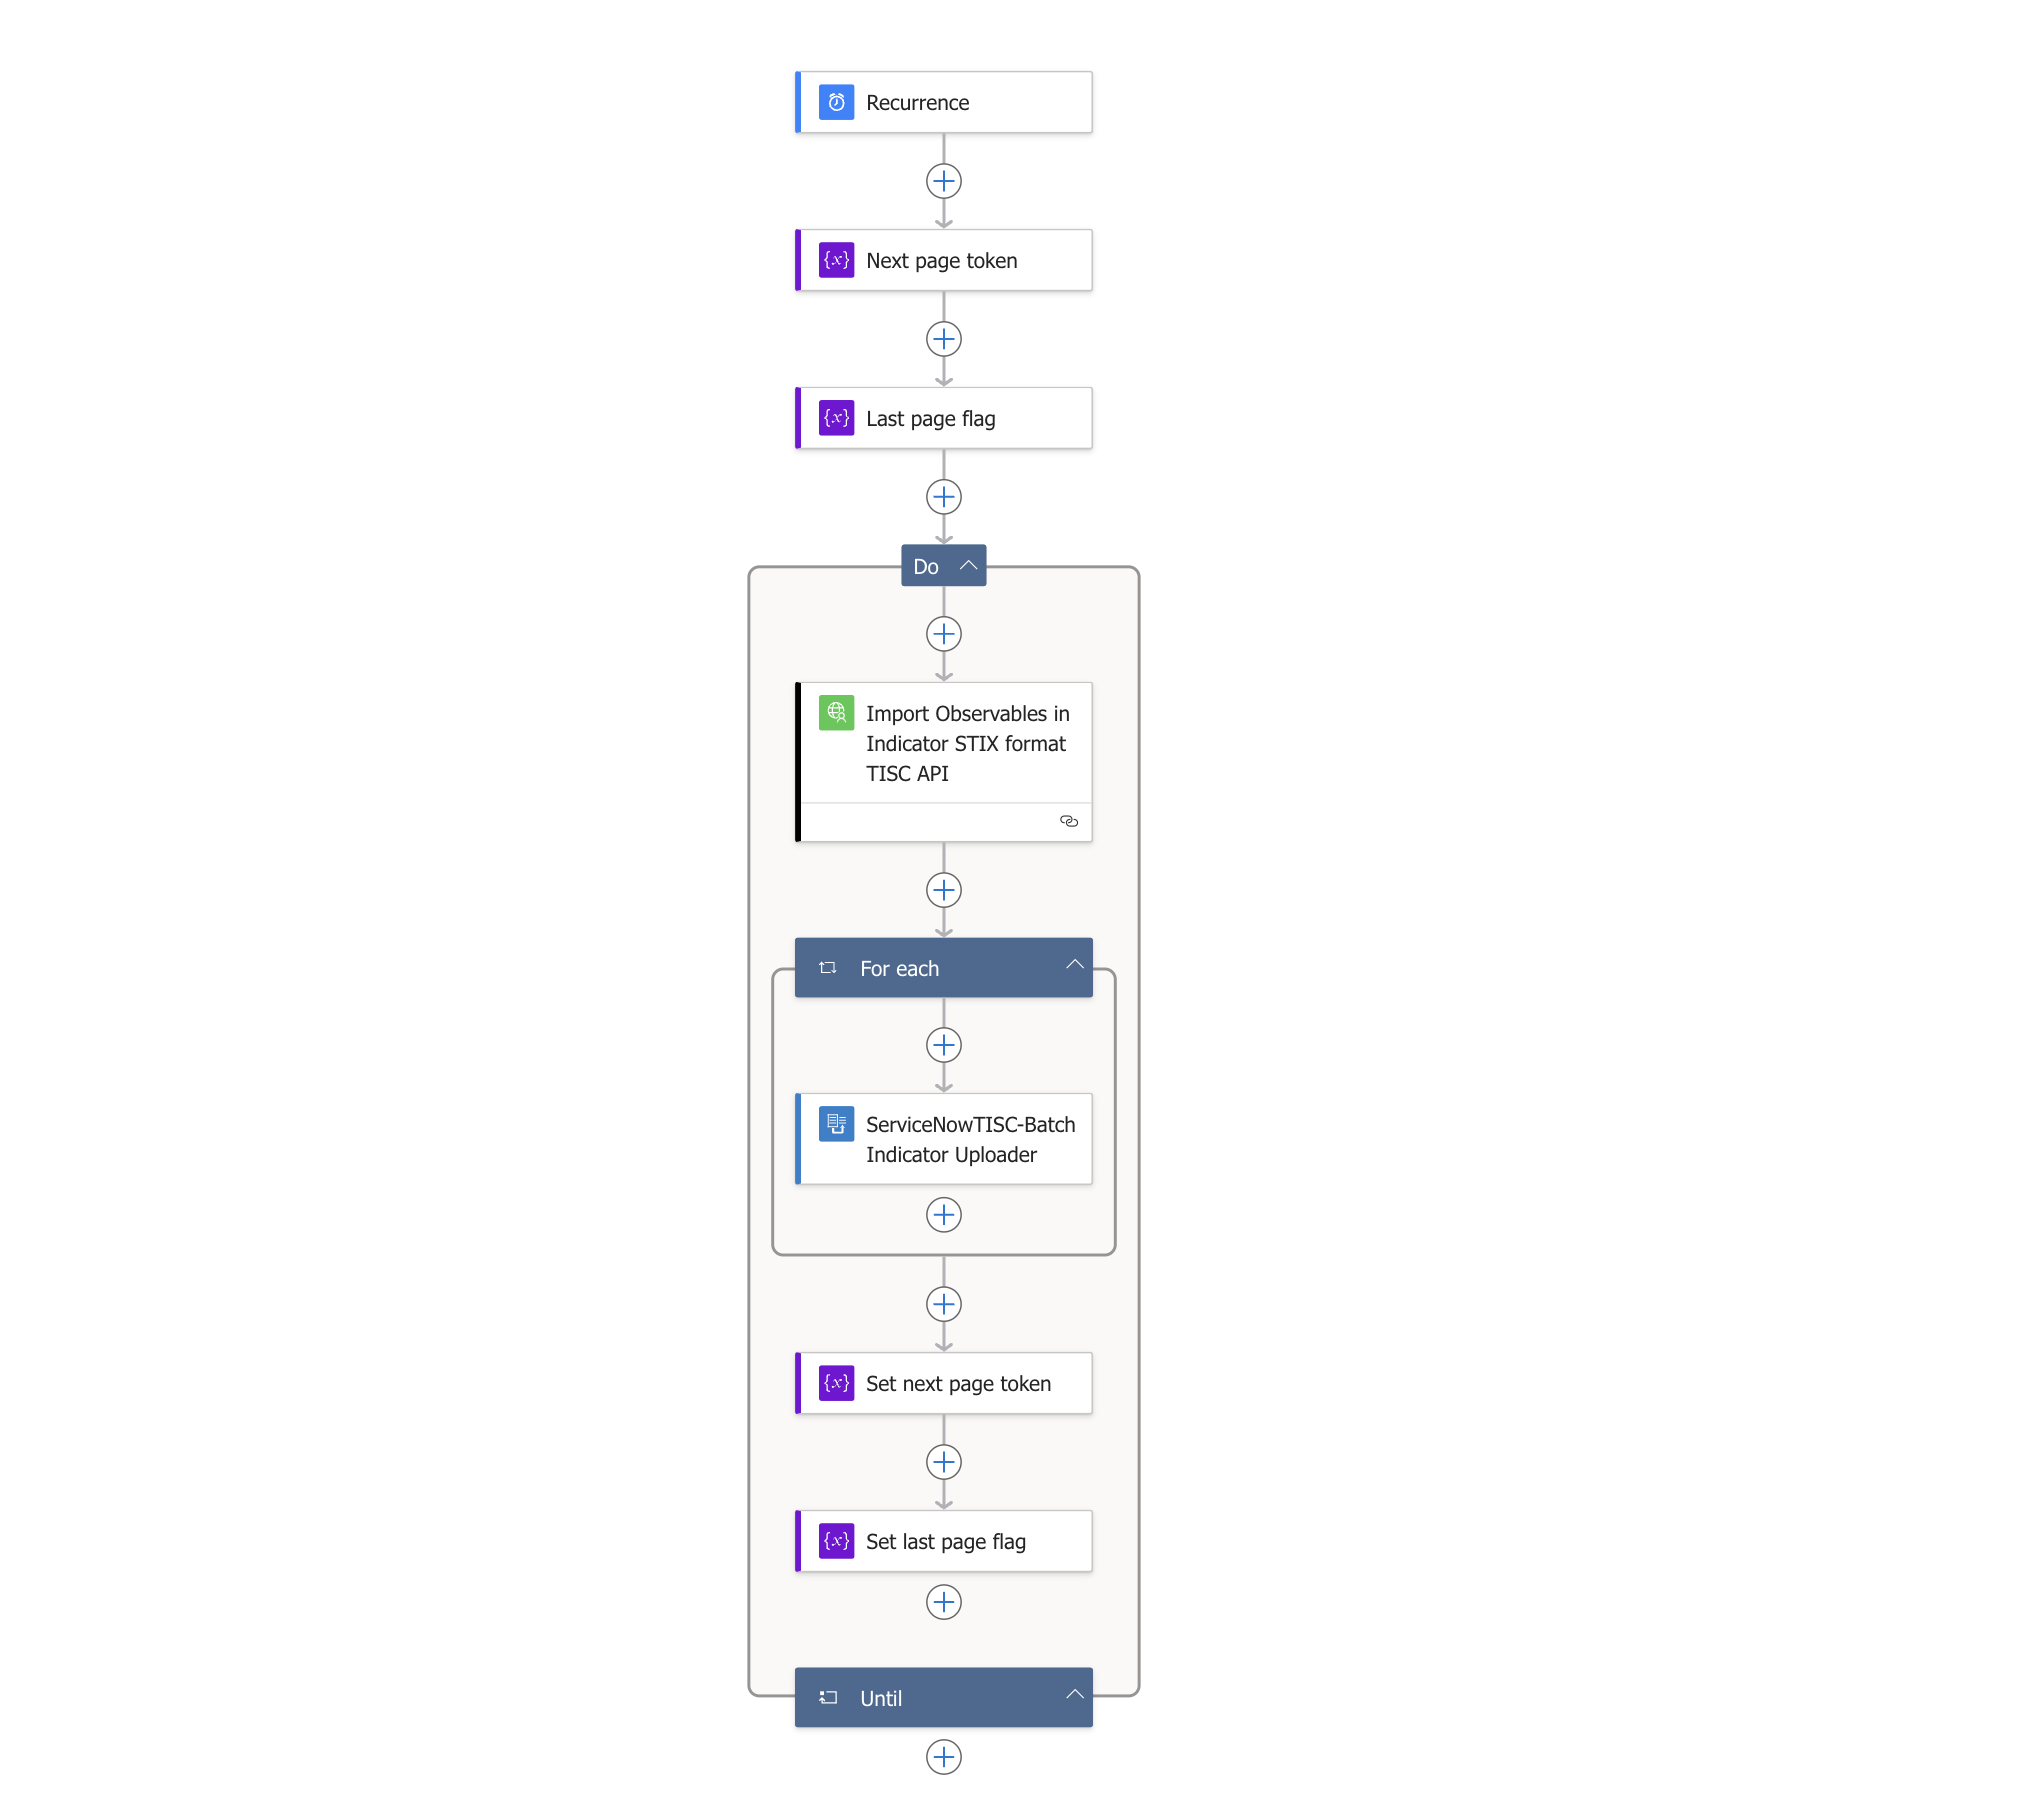 Recurrence
{x} Next page token
{x} Last page flag
Do
Import Observables in
Indicator STIX format
TISC API
For each
ServiceNowTISC-Batch
Indicator Uploader
{x} Set next page token
{x} Set last page flag
Until